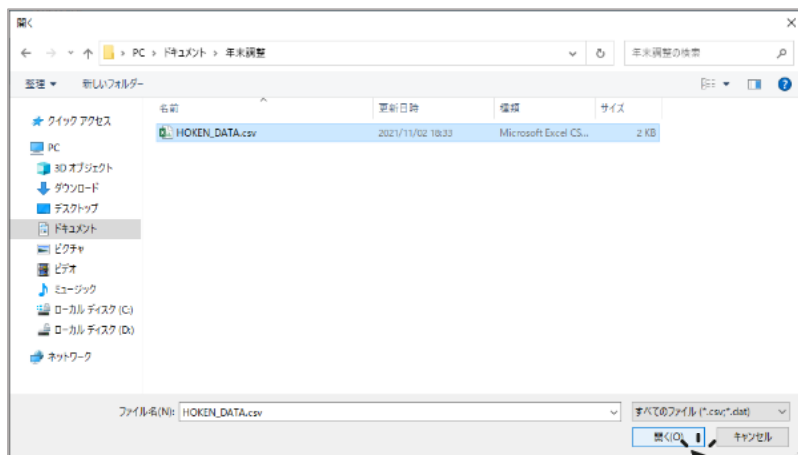 開く
PC › ドキュメント › 年末調整
年末調整の検索
整理 新しいフォルダー
名前 更新日時 種類 サイズ
HOKEN_DATA.csv 2021/11/02 18:33 Microsoft Excel CS... 2 KB
クイック アクセス
PC
3D オブジェクト
ダウンロード
デスクトップ
ドキュメント
ピクチャ
ビデオ
ミュージック
ローカル ディスク (C:)
ローカル ディスク (D:)
ネットワーク
ファイル名(N): HOKEN_DATA.csv
すべてのファイル (*.csv;*.dat)
開く(O) キャンセル